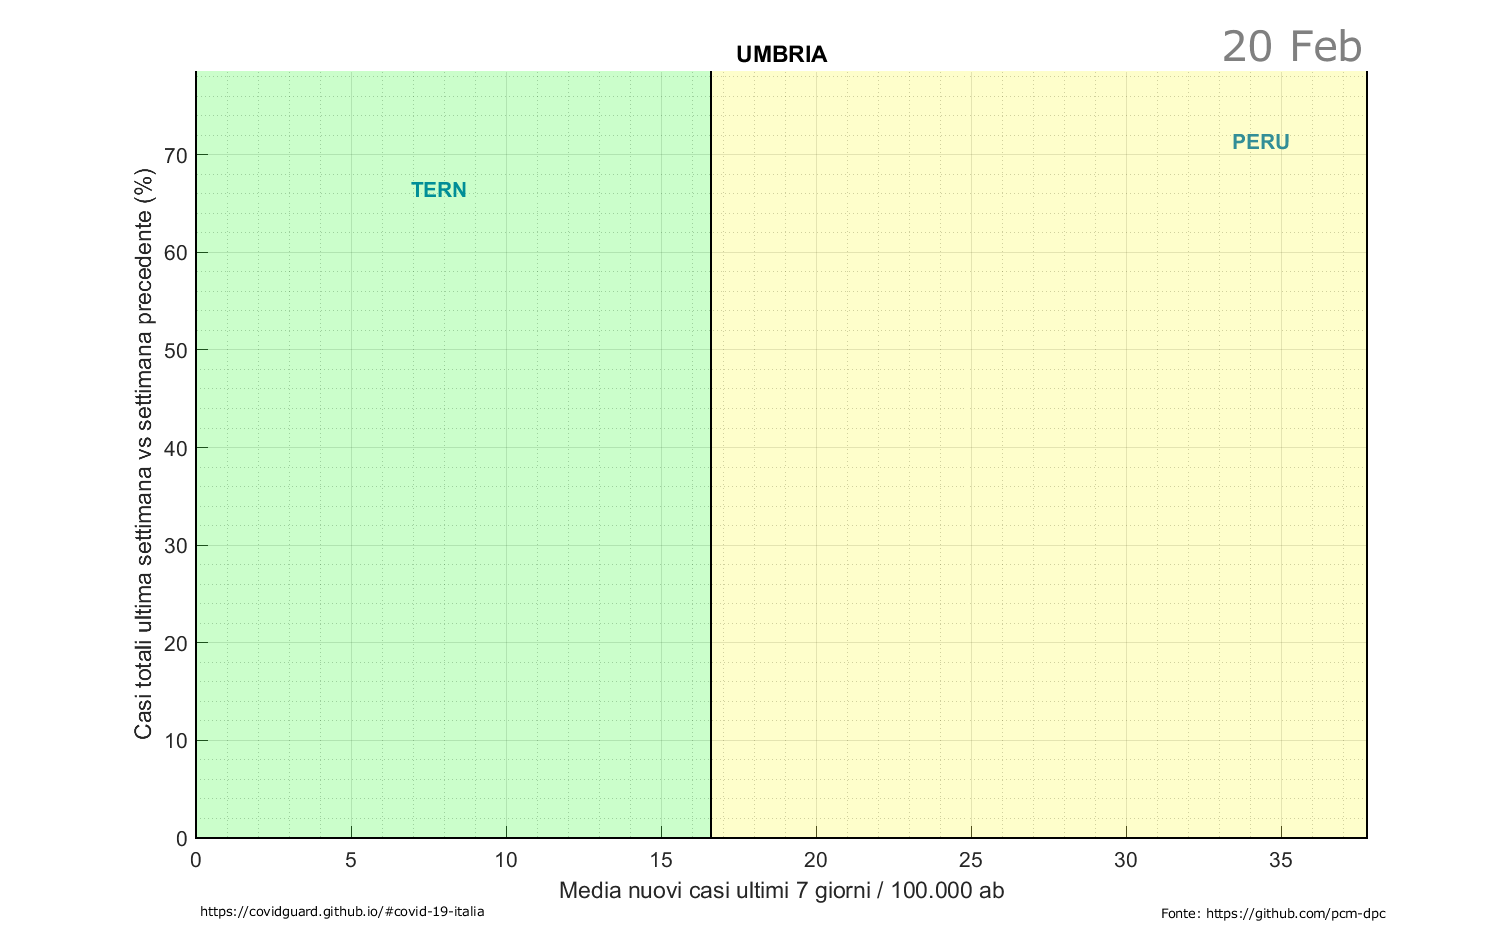 UMBRIA
20 Feb
Casi totali ultima settimana vs settimana precedente (%)
70
60
50
40
30
20
10
0
TERN
PERU
0 5 10 15 20 25 30 35
Media nuovi casi ultimi 7 giorni / 100.000 ab
https://covidguard.github.io/#covid-19-italia
Fonte: https://github.com/pcm-dpc